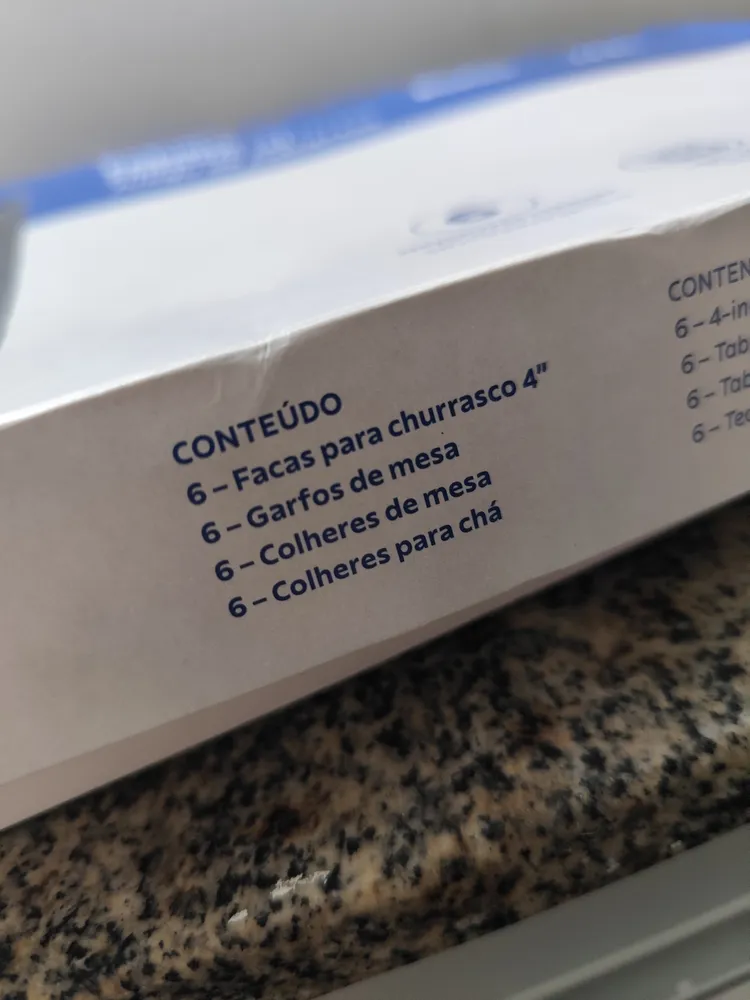 CONTEÚDO
6 – Facas para churrasco 4"
6 – Garfos de mesa
6 – Colheres de mesa
6 – Colheres para chá
CONTEN
6 – 4-in
6 – Tab
6 – Tab
6 – Tea